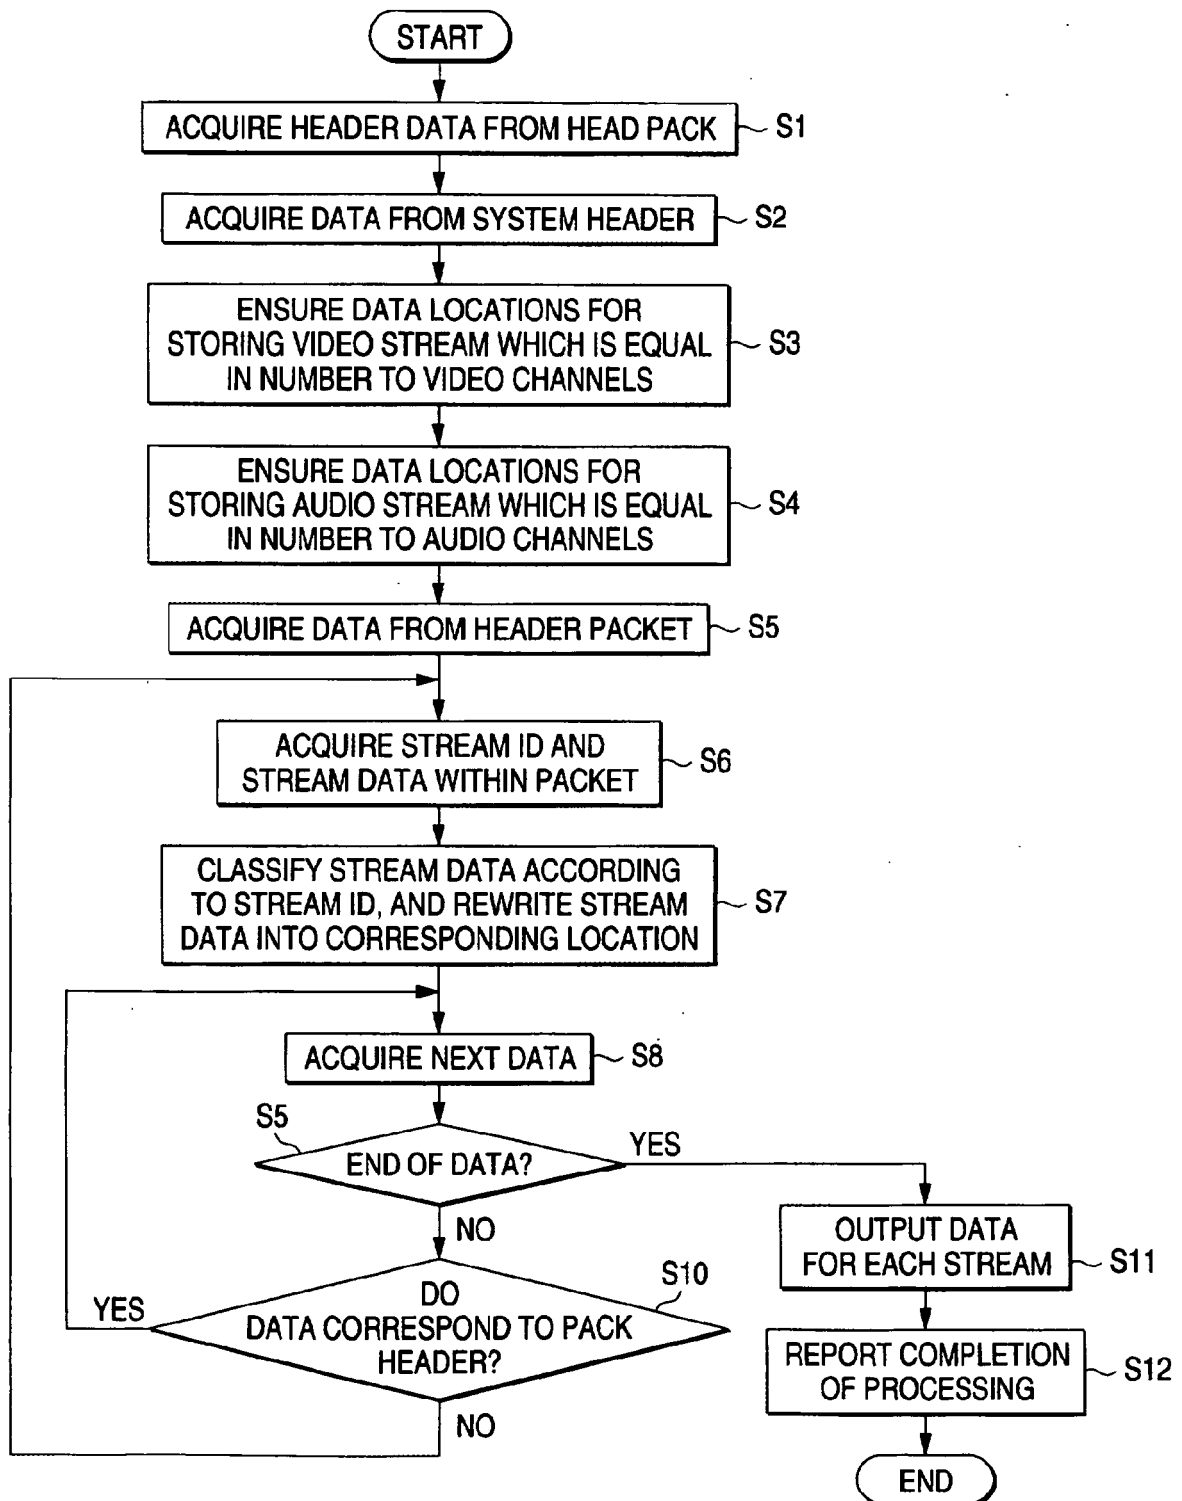 START
ACQUIRE HEADER DATA FROM HEAD PACK
S1
ACQUIRE DATA FROM SYSTEM HEADER
S2
ENSURE DATA LOCATIONS FOR
STORING VIDEO STREAM WHICH IS EQUAL
IN NUMBER TO VIDEO CHANNELS
S3
ENSURE DATA LOCATIONS FOR
STORING AUDIO STREAM WHICH IS EQUAL
IN NUMBER TO AUDIO CHANNELS
S4
ACQUIRE DATA FROM HEADER PACKET
S5
ACQUIRE STREAM ID AND
STREAM DATA WITHIN PACKET
S6
CLASSIFY STREAM DATA ACCORDING
TO STREAM ID, AND REWRITE STREAM
DATA INTO CORRESPONDING LOCATION
S7
ACQUIRE NEXT DATA
S8
S5
END OF DATA?
YES
NO
S10
DO
DATA CORRESPOND TO PACK
HEADER?
YES
NO
OUTPUT DATA
FOR EACH STREAM
S11
REPORT COMPLETION
OF PROCESSING
S12
END